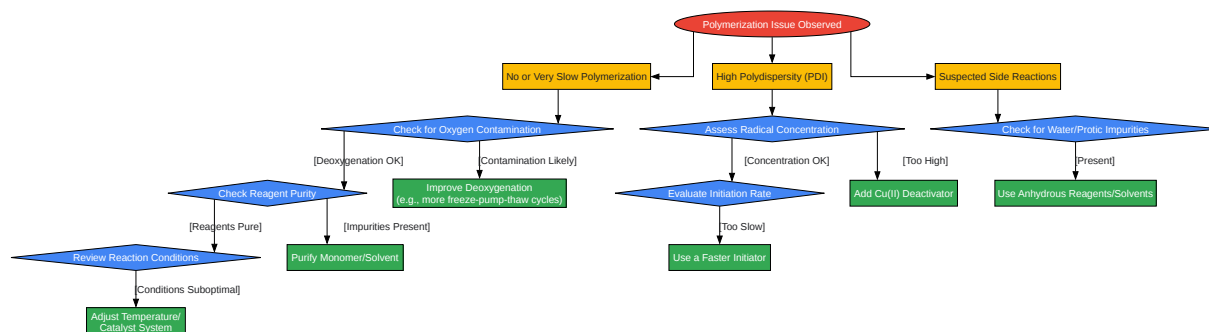 Polymerization Issue Observed
No or Very Slow Polymerization
High Polydispersity (PDI)
Suspected Side Reactions
Check for Oxygen Contamination
Assess Radical Concentration
Check for Water/Protic Impurities
[Deoxygenation OK]
[Contamination Likely]
[Concentration OK]
[Too High]
[Present]
Check Reagent Purity
Improve Deoxygenation
(e.g., more freeze-pump-thaw cycles)
Evaluate Initiation Rate
Add Cu(II) Deactivator
Use Anhydrous Reagents/Solvents
[Reagents Pure]
[Impurities Present]
[Too Slow]
Review Reaction Conditions
Purify Monomer/Solvent
Use a Faster Initiator
[Conditions Suboptimal]
Adjust Temperature/
Catalyst System